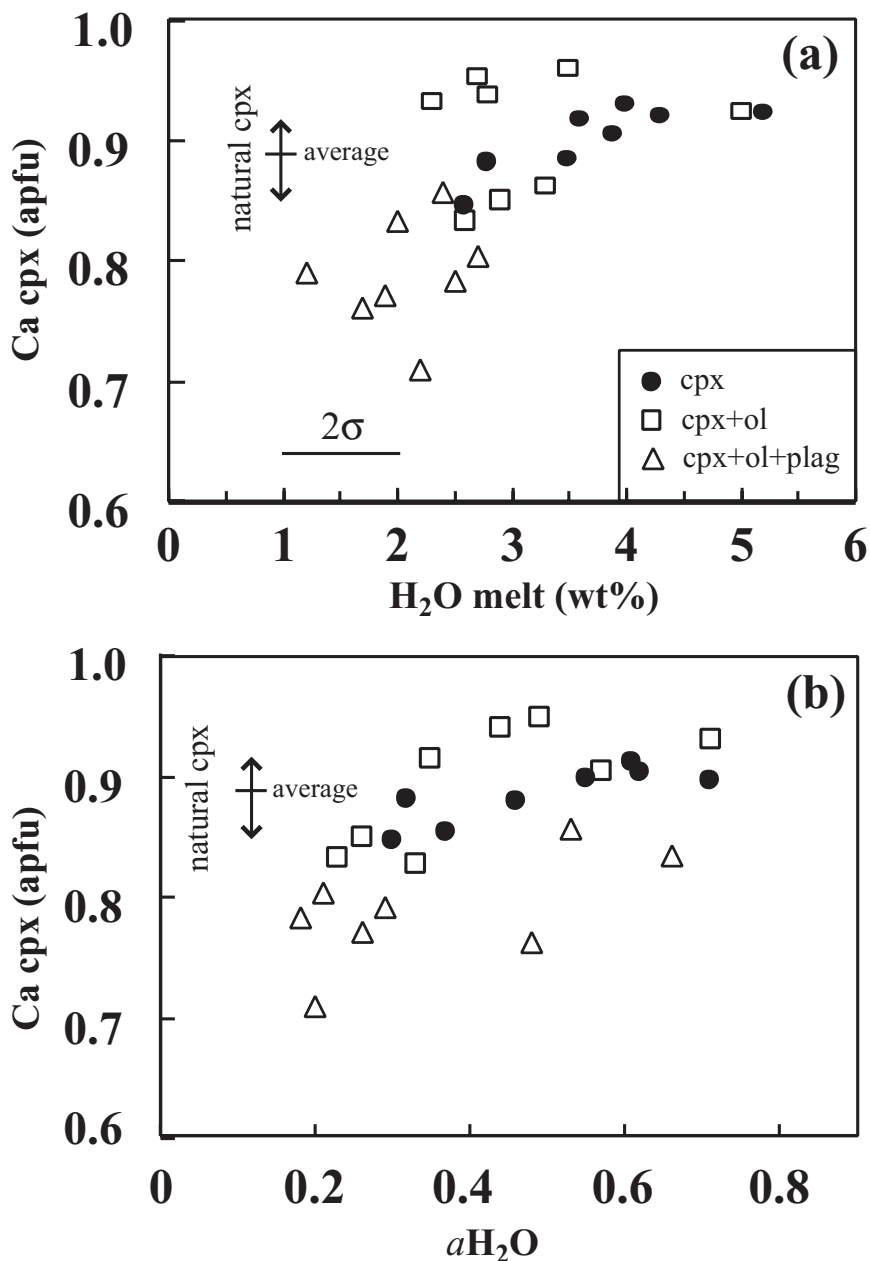 1.0
(a)
natural cpx
average
0.9
0.8
0.7
0.6
Ca cpx (apfu)
2σ
cpx
cpx+ol
cpx+ol+plag
0 1 2 3 4 5 6
H₂O melt (wt%)
1.0
(b)
natural cpx
average
0.9
0.8
0.7
0.6
Ca cpx (apfu)
0 0.2 0.4 0.6 0.8
aH₂O